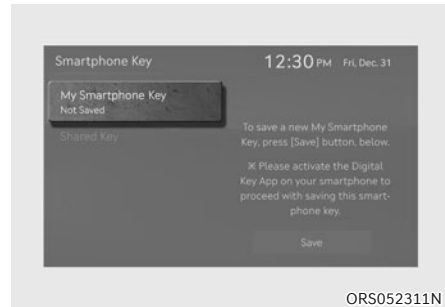 Smartphone Key
12:30 PM Fri, Dec. 31
My Smartphone Key
Not Saved
Shared Key
To save a new My Smartphone
Key, press [Save] button, below.
※ Please activate the Digital
Key App on your smartphone to
proceed with saving this smart-
phone key.
Save
ORS052311N